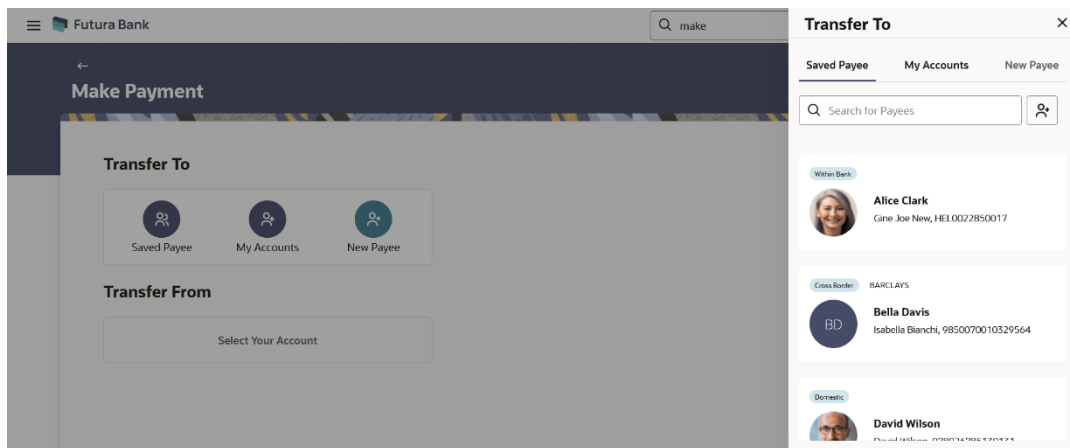 Futura Bank
make
Make Payment
Transfer To
Saved Payee
My Accounts
New Payee
Transfer From
Select Your Account
Transfer To
Saved Payee
My Accounts
New Payee
Search for Payees
Within Bank
Alice Clark
Gine Joe New, HEL0022850017
Cross Border
BARCLAYS
BD
Bella Davis
Isabella Bianchi, 9850070010329564
Domestic
David Wilson
David Wilson,